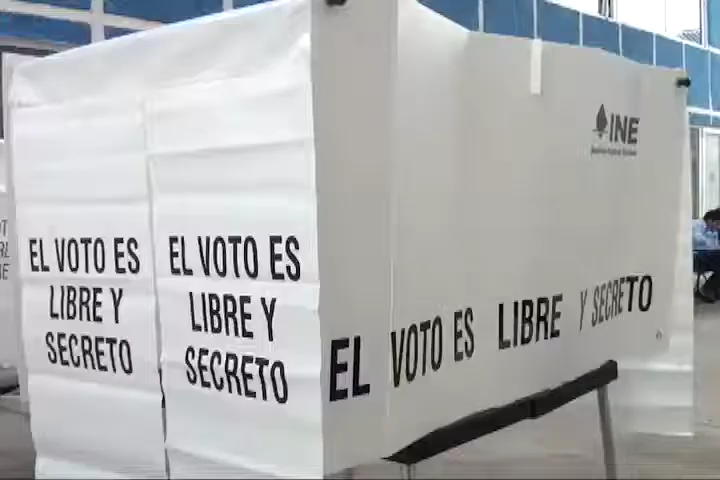 EL VOTO ES
LIBRE Y
SECRETO
EL VOTO ES
LIBRE Y
SECRETO
INE
EL VOTO ES LIBRE Y SECRETO